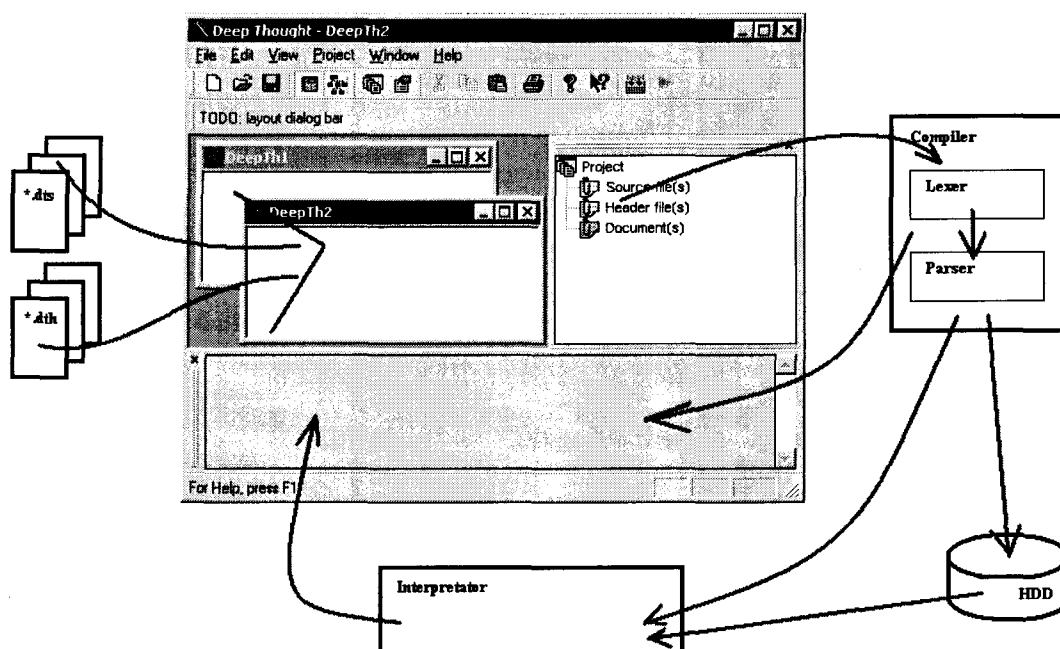 Deep Thought - DeepTh2
File Edit View Project Window Help
TODO: layout dialog bar
DeepTh1
DeepTh2
Project
Source file(s)
Header file(s)
Document(s)
For Help, press F1
*.dts
*.dth
Compiler
Lexer
Parser
Interpretator
HDD